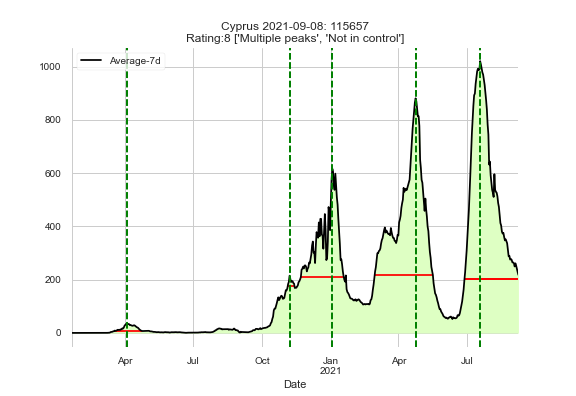 Cyprus 2021-09-08: 115657
Rating:8 ['Multiple peaks', 'Not in control']
Average-7d
1000
800
600
400
200
0
Apr
Jul
Oct
Jan
2021
Apr
Jul
Date